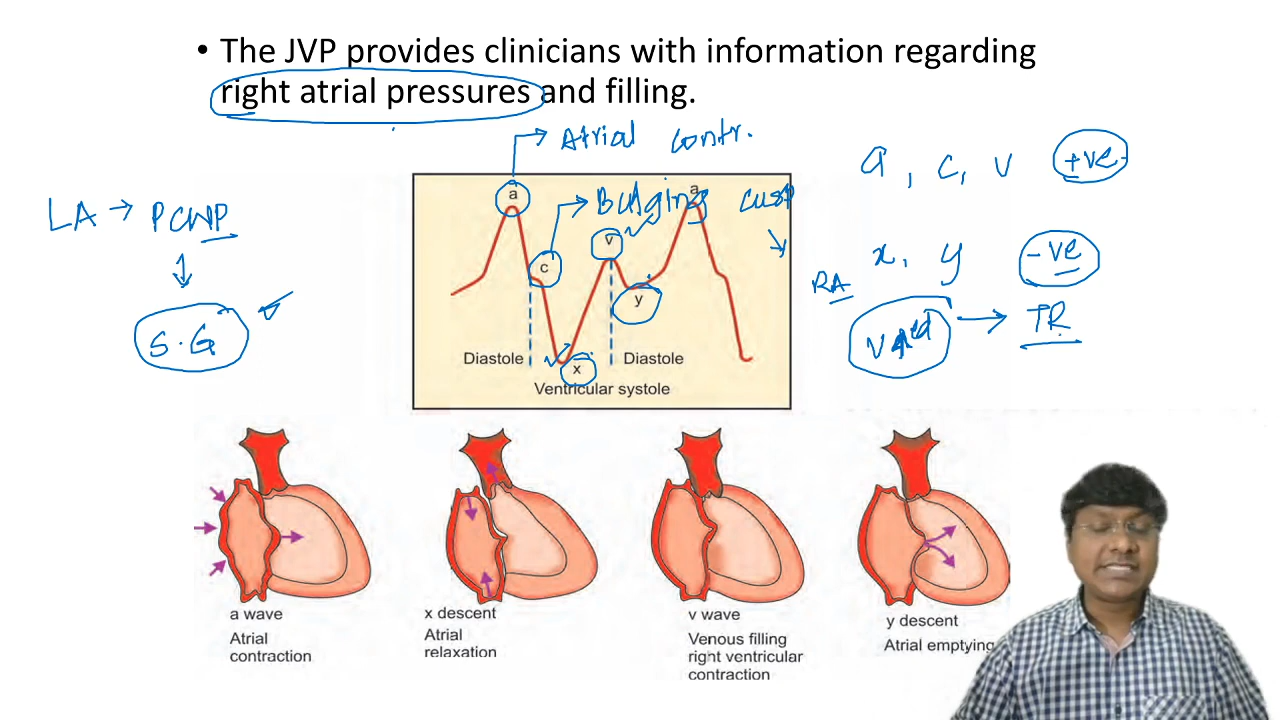 • The JVP provides clinicians with information regarding
right atrial pressures and filling.
Atrial contr.
a, c, v +ve
LA → PCWP
S.G
a
Bulging cusp
a
c
v
y
x
Diastole
Diastole
Ventricular systole
x, y -ve
RA
V → TR
a wave
Atrial
contraction
x descent
Atrial
relaxation
v wave
Venous filling
right ventricular
contraction
y descent
Atrial emptying